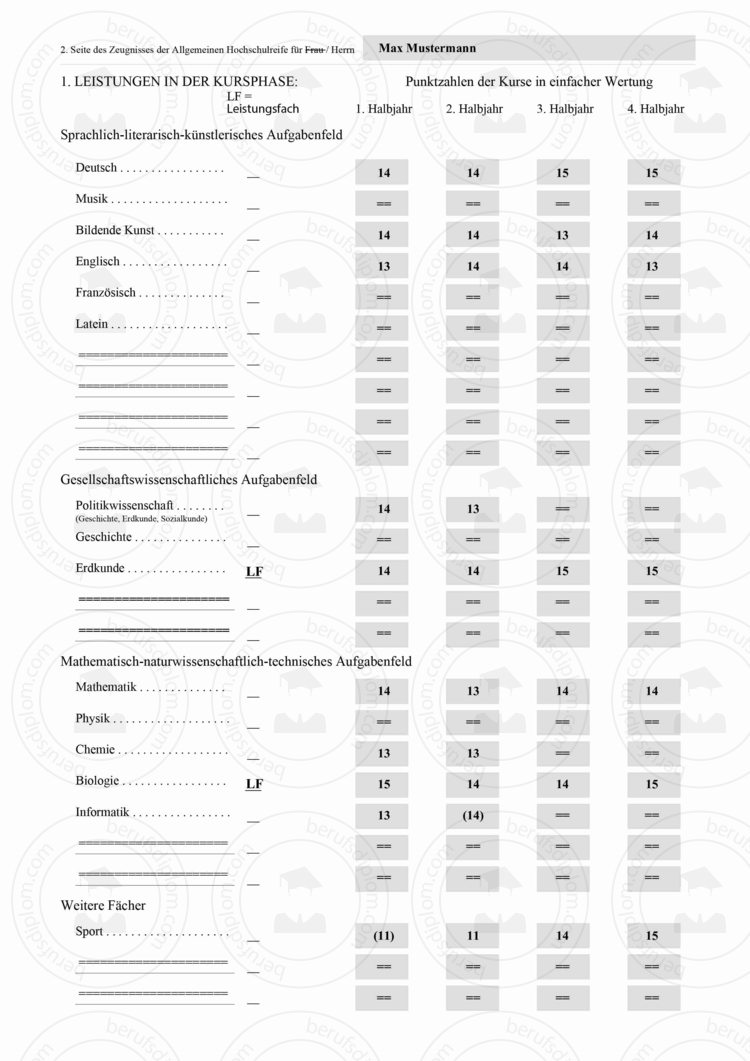 2. Seite des Zeugnisses der Allgemeinen Hochschulreife für Frau / Herrn Max Mustermann
1. LEISTUNGEN IN DER KURSPHASE: Punktzahlen der Kurse in einfacher Wertung
LF =
Leistungsfach 1. Halbjahr 2. Halbjahr 3. Halbjahr 4. Halbjahr
Sprachlich-literarisch-künstlerisches Aufgabenfeld
Deutsch . . . . . . . . . . . . . . . . . __ 14 14 15 15
Musik . . . . . . . . . . . . . . . . . . . __ == == == ==
Bildende Kunst . . . . . . . . . . . __ 14 14 13 14
Englisch . . . . . . . . . . . . . . . . . __ 13 14 14 13
Französisch . . . . . . . . . . . . . . __ == == == ==
Latein . . . . . . . . . . . . . . . . . . . __ == == == ==
===================== __ == == == ==
===================== __ == == == ==
===================== __ == == == ==
===================== __ == == == ==
Gesellschaftswissenschaftliches Aufgabenfeld
Politikwissenschaft . . . . . . . . __ 14 13 == ==
(Geschichte, Erdkunde, Sozialkunde)
Geschichte . . . . . . . . . . . . . . . __ == == == ==
Erdkunde . . . . . . . . . . . . . . . . LF 14 14 15 15
===================== __ == == == ==
===================== __ == == == ==
Mathematisch-naturwissenschaftlich-technisches Aufgabenfeld
Mathematik . . . . . . . . . . . . . . __ 14 13 14 14
Physik . . . . . . . . . . . . . . . . . . . __ == == == ==
Chemie . . . . . . . . . . . . . . . . . . __ 13 13 == ==
Biologie . . . . . . . . . . . . . . . . . LF 15 14 14 15
Informatik . . . . . . . . . . . . . . . . __ 13 (14) == ==
===================== __ == == == ==
===================== __ == == == ==
Weitere Fächer
Sport . . . . . . . . . . . . . . . . . . . . __ (11) 11 14 15
===================== __ == == == ==
===================== __ == == == ==
berufsdiplom.com